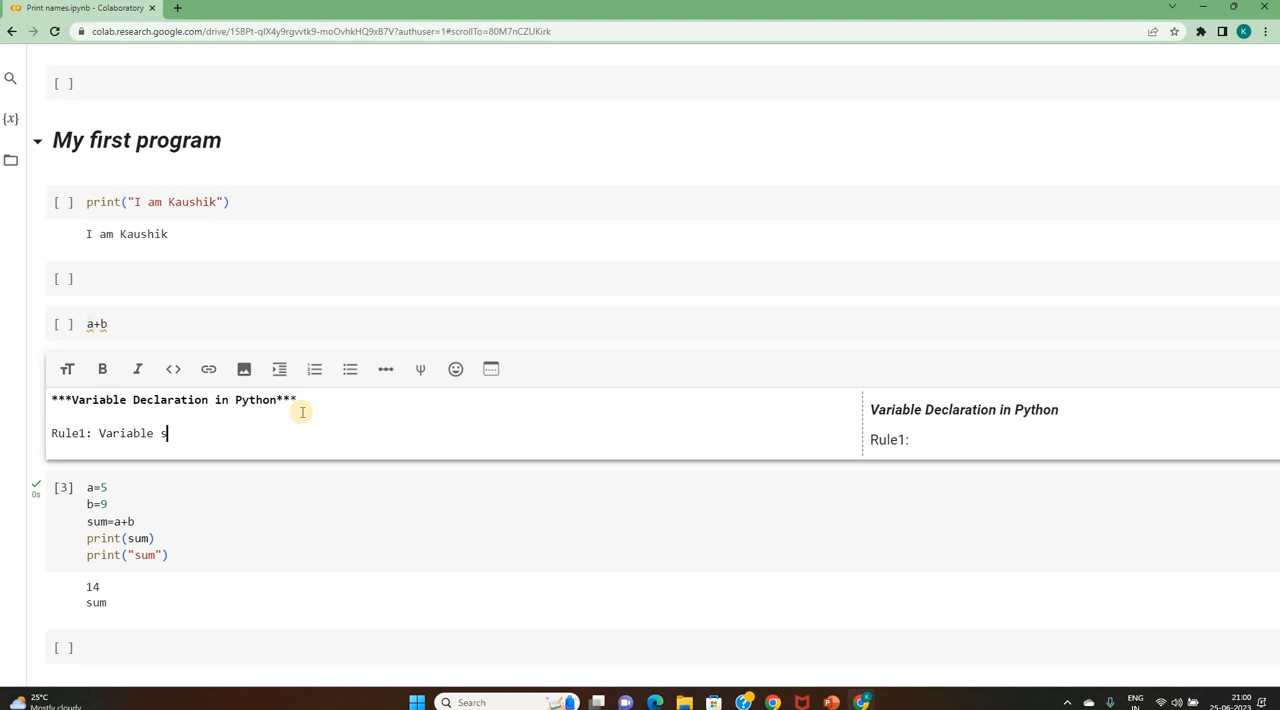 Print names.ipynb - Colaboratory
colab.research.google.com/drive/15BPt-qIX4y9rgvvtk9-moOvhkHQ9xB7V?authuser=1#scrollTo=80M7nCZUKirk
K
[ ]
{x}
My first program
[ ] print("I am Kaushik")
I am Kaushik
[ ]
[ ] a+b
B I <> Ψ
***Variable Declaration in Python***
Variable Declaration in Python
Rule1: Variable s
Rule1:
[3] a=5
0s
b=9
sum=a+b
print(sum)
print("sum")
14
sum
[ ]
25°C
Mostly cloudy
Search
ENG
IN
21:00
25-06-2023